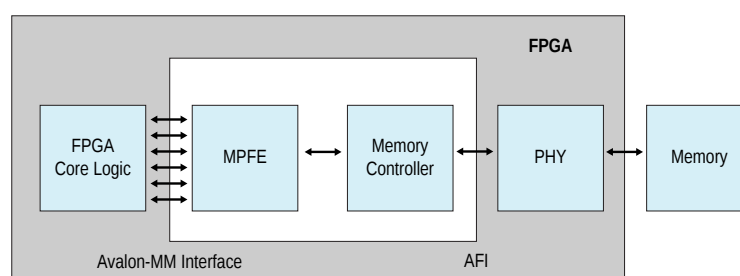 FPGA
FPGA
Core Logic
MPFE
Memory
Controller
PHY
Memory
Avalon-MM Interface
AFI